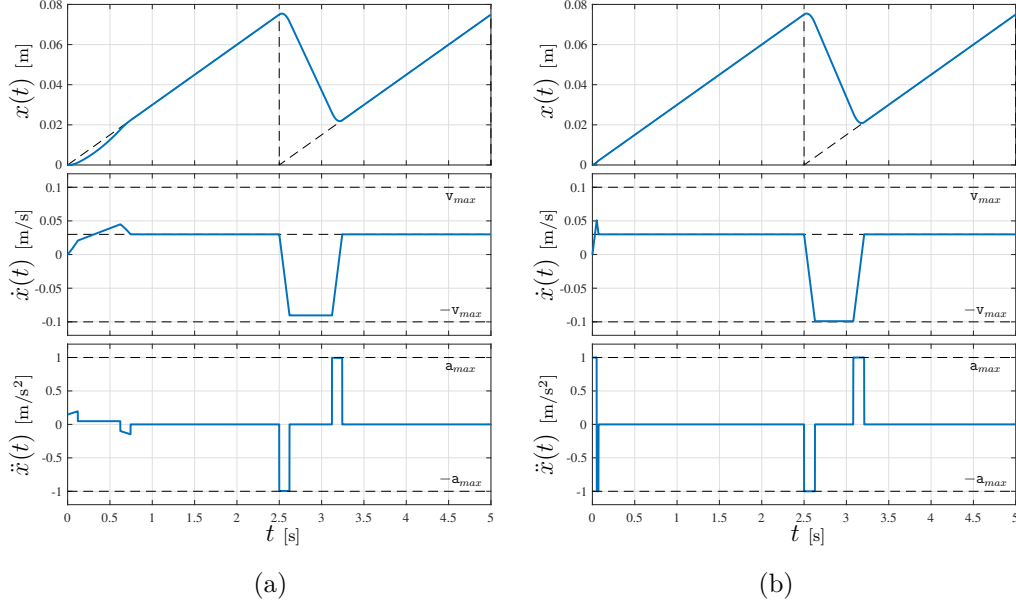 0.08
0.06
0.04
0.02
0
x(t) [m]
0.1
0.05
0
-0.05
-0.1
ẋ(t) [m/s]
v_max
−v_max
1
0.5
0
-0.5
-1
ẍ(t) [m/s²]
a_max
−a_max
0 0.5 1 1.5 2 2.5 3 3.5 4 4.5 5
t [s]
(a)
0.08
0.06
0.04
0.02
0
x(t) [m]
0.1
0.05
0
-0.05
-0.1
ẋ(t) [m/s]
v_max
−v_max
1
0.5
0
-0.5
-1
ẍ(t) [m/s²]
a_max
−a_max
0 0.5 1 1.5 2 2.5 3 3.5 4 4.5 5
t [s]
(b)